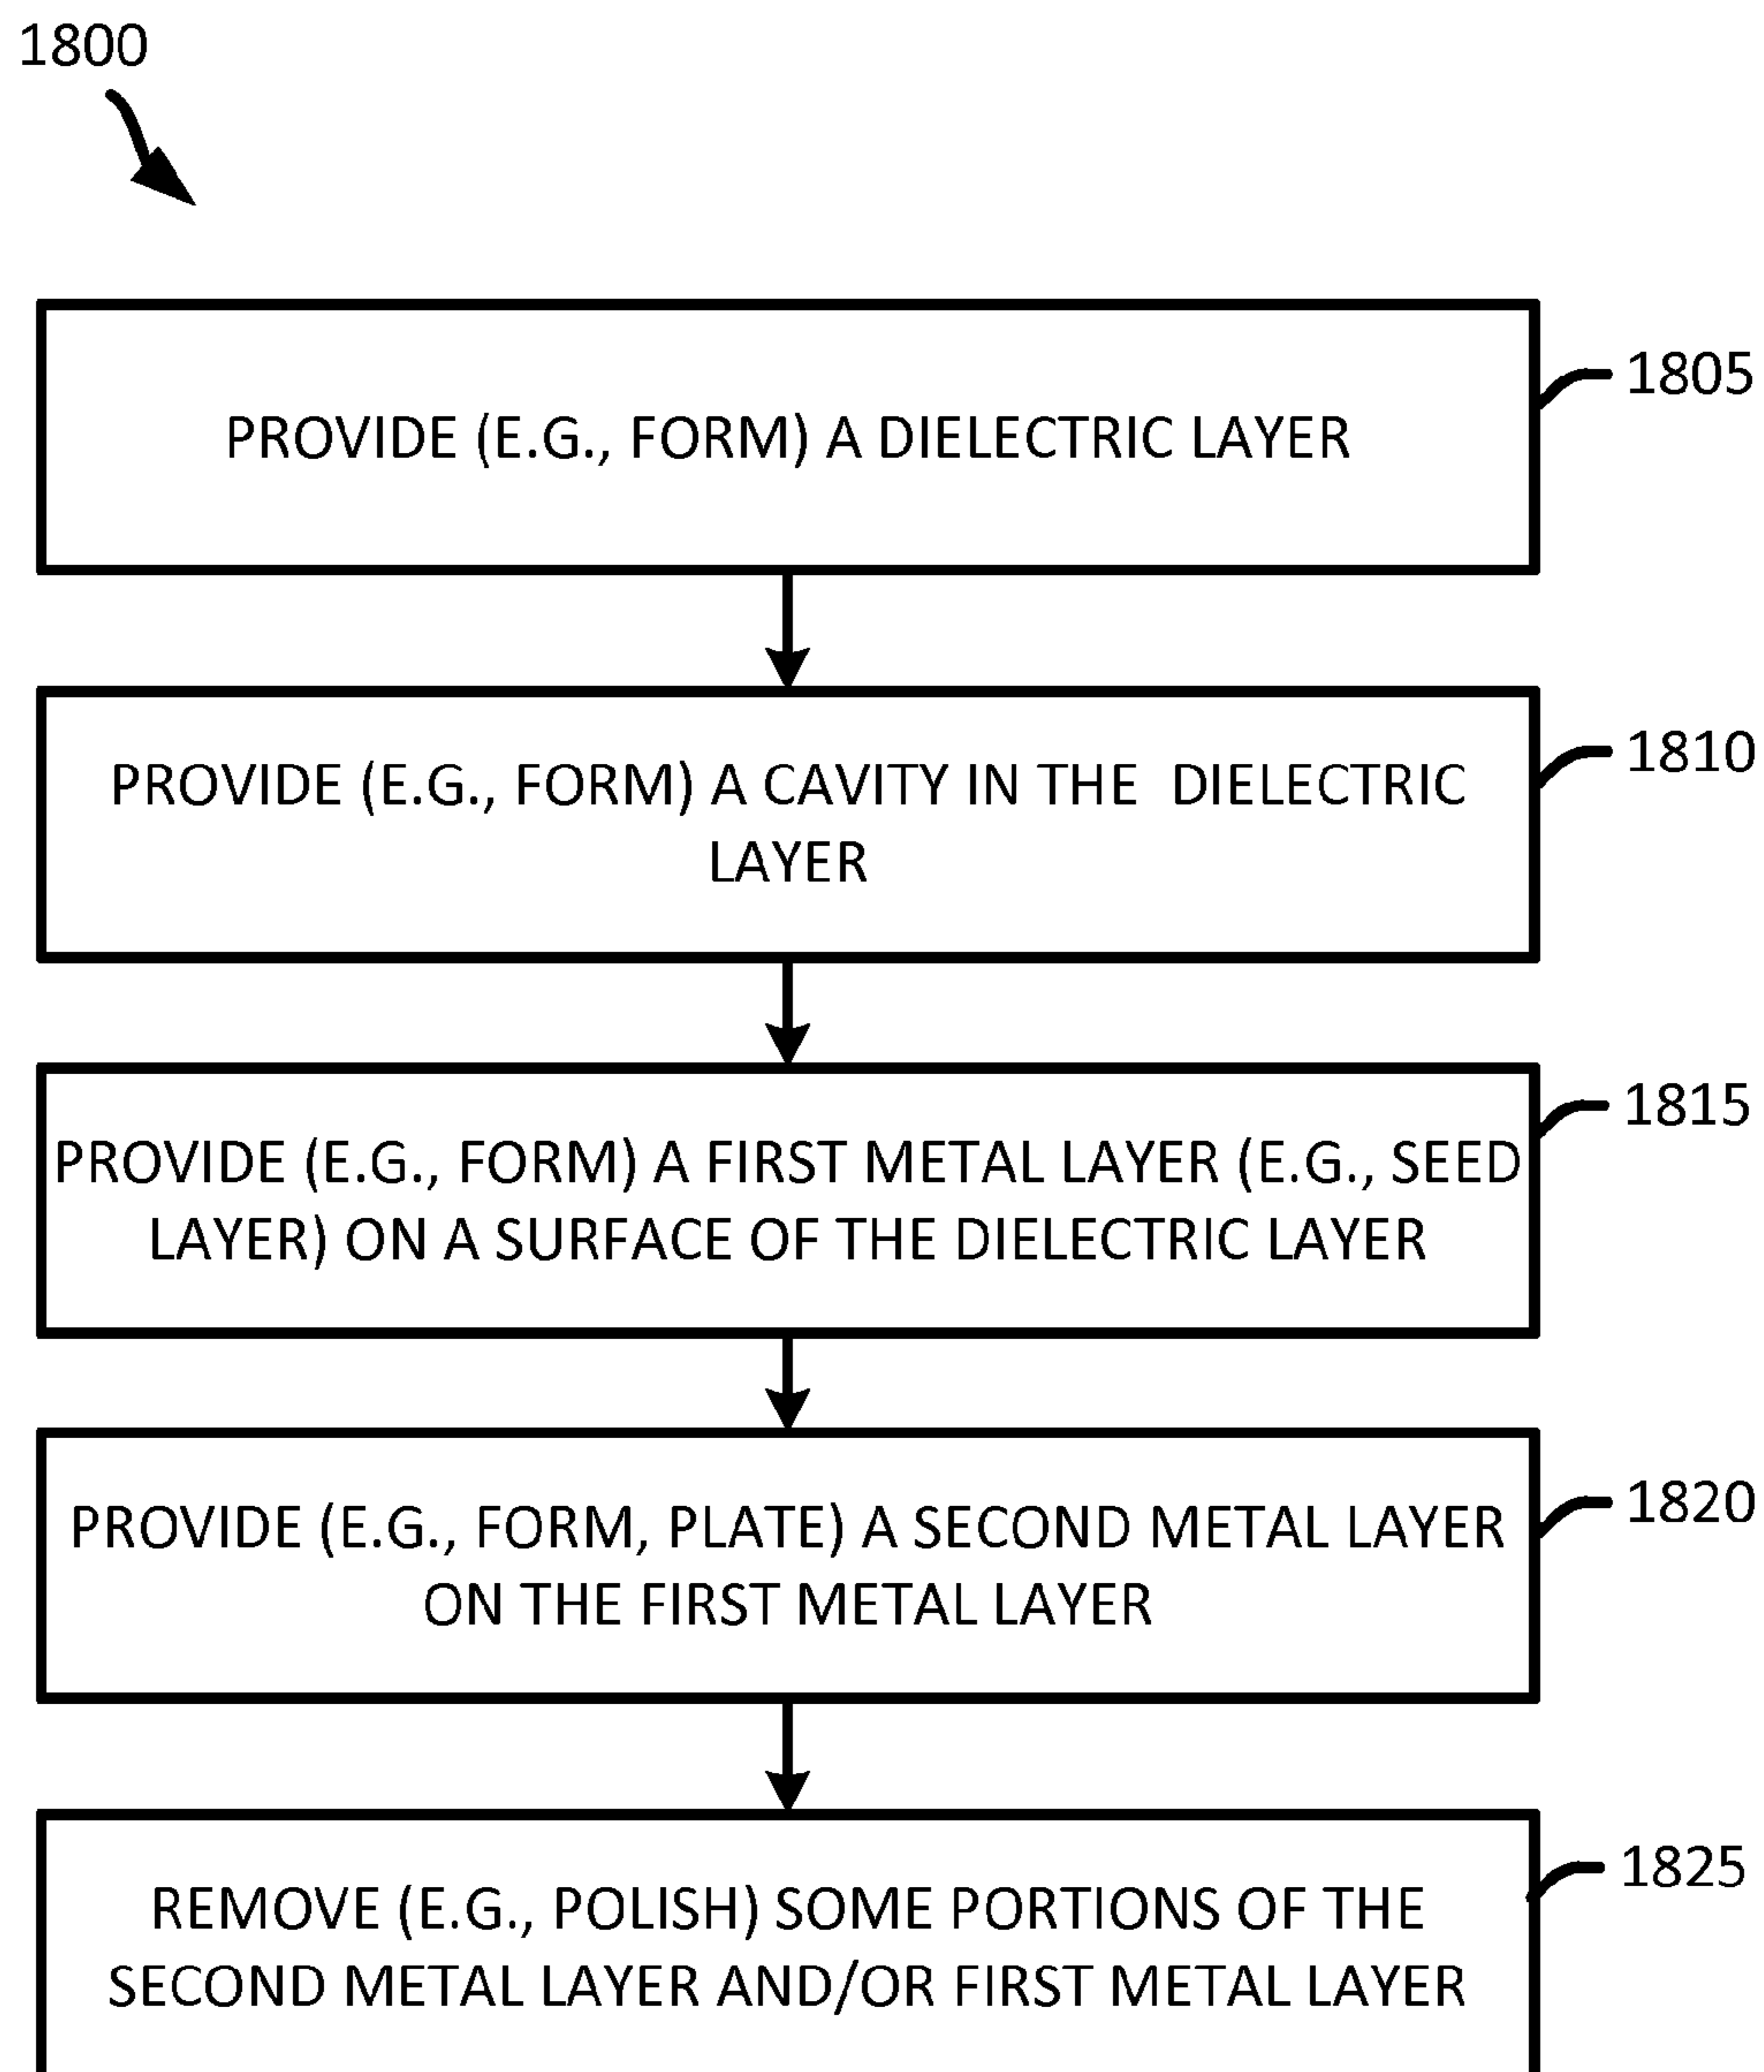 1800
PROVIDE (E.G., FORM) A DIELECTRIC LAYER
1805
PROVIDE (E.G., FORM) A CAVITY IN THE DIELECTRIC
LAYER
1810
PROVIDE (E.G., FORM) A FIRST METAL LAYER (E.G., SEED
LAYER) ON A SURFACE OF THE DIELECTRIC LAYER
1815
PROVIDE (E.G., FORM, PLATE) A SECOND METAL LAYER
ON THE FIRST METAL LAYER
1820
REMOVE (E.G., POLISH) SOME PORTIONS OF THE
SECOND METAL LAYER AND/OR FIRST METAL LAYER
1825